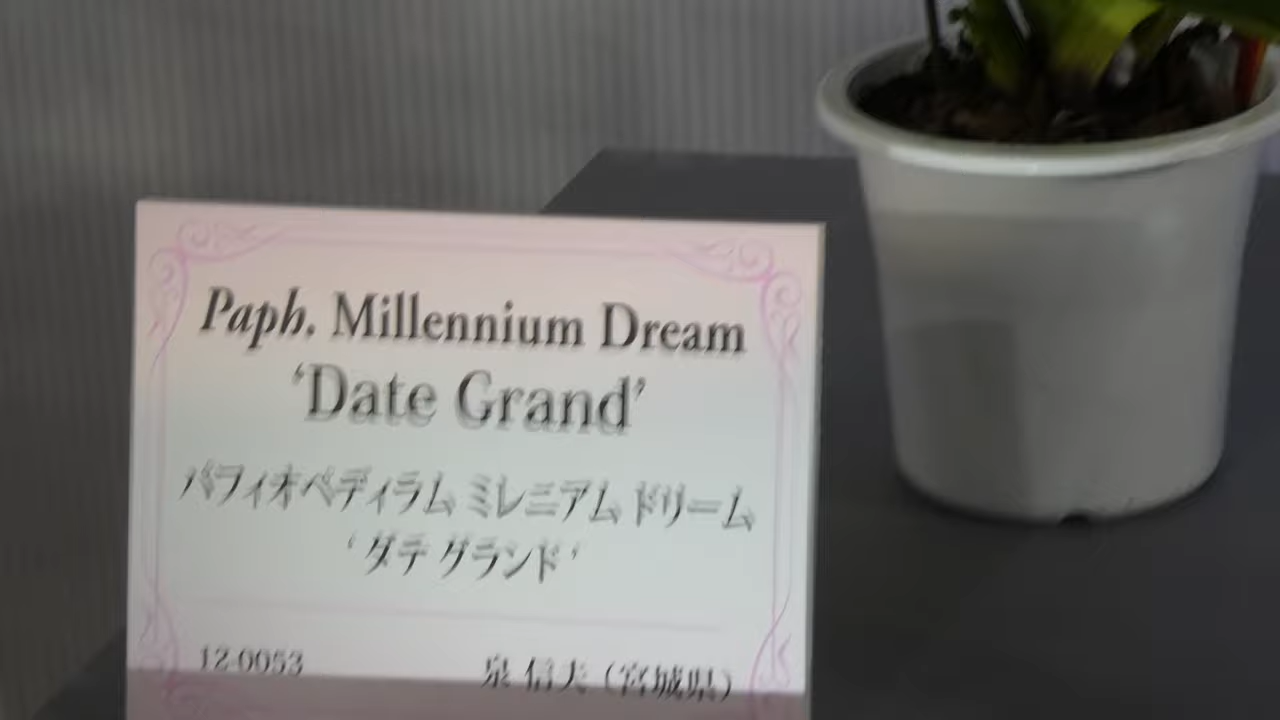 Paph. Millennium Dream
‘Date Grand’
パフィオペディラム ミレニアム ドリーム
‘ダテ グランド’
12-0053 泉 信夫（宮城県）